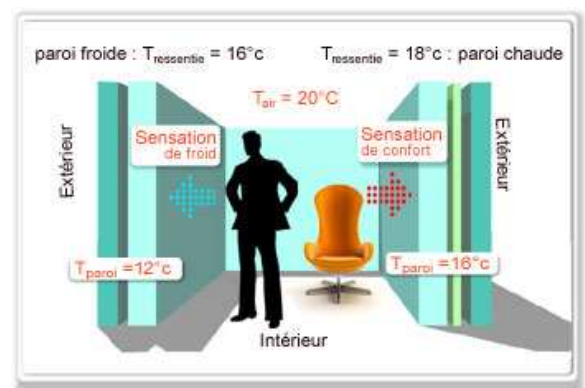 paroi froide : Tressentie = 16°c
Tressentie = 18°c : paroi chaude
Tair = 20°C
Extérieur
Sensation
de froid
Sensation
de confort
Extérieur
Tparoi =12°c
Tparoi =16°c
Intérieur